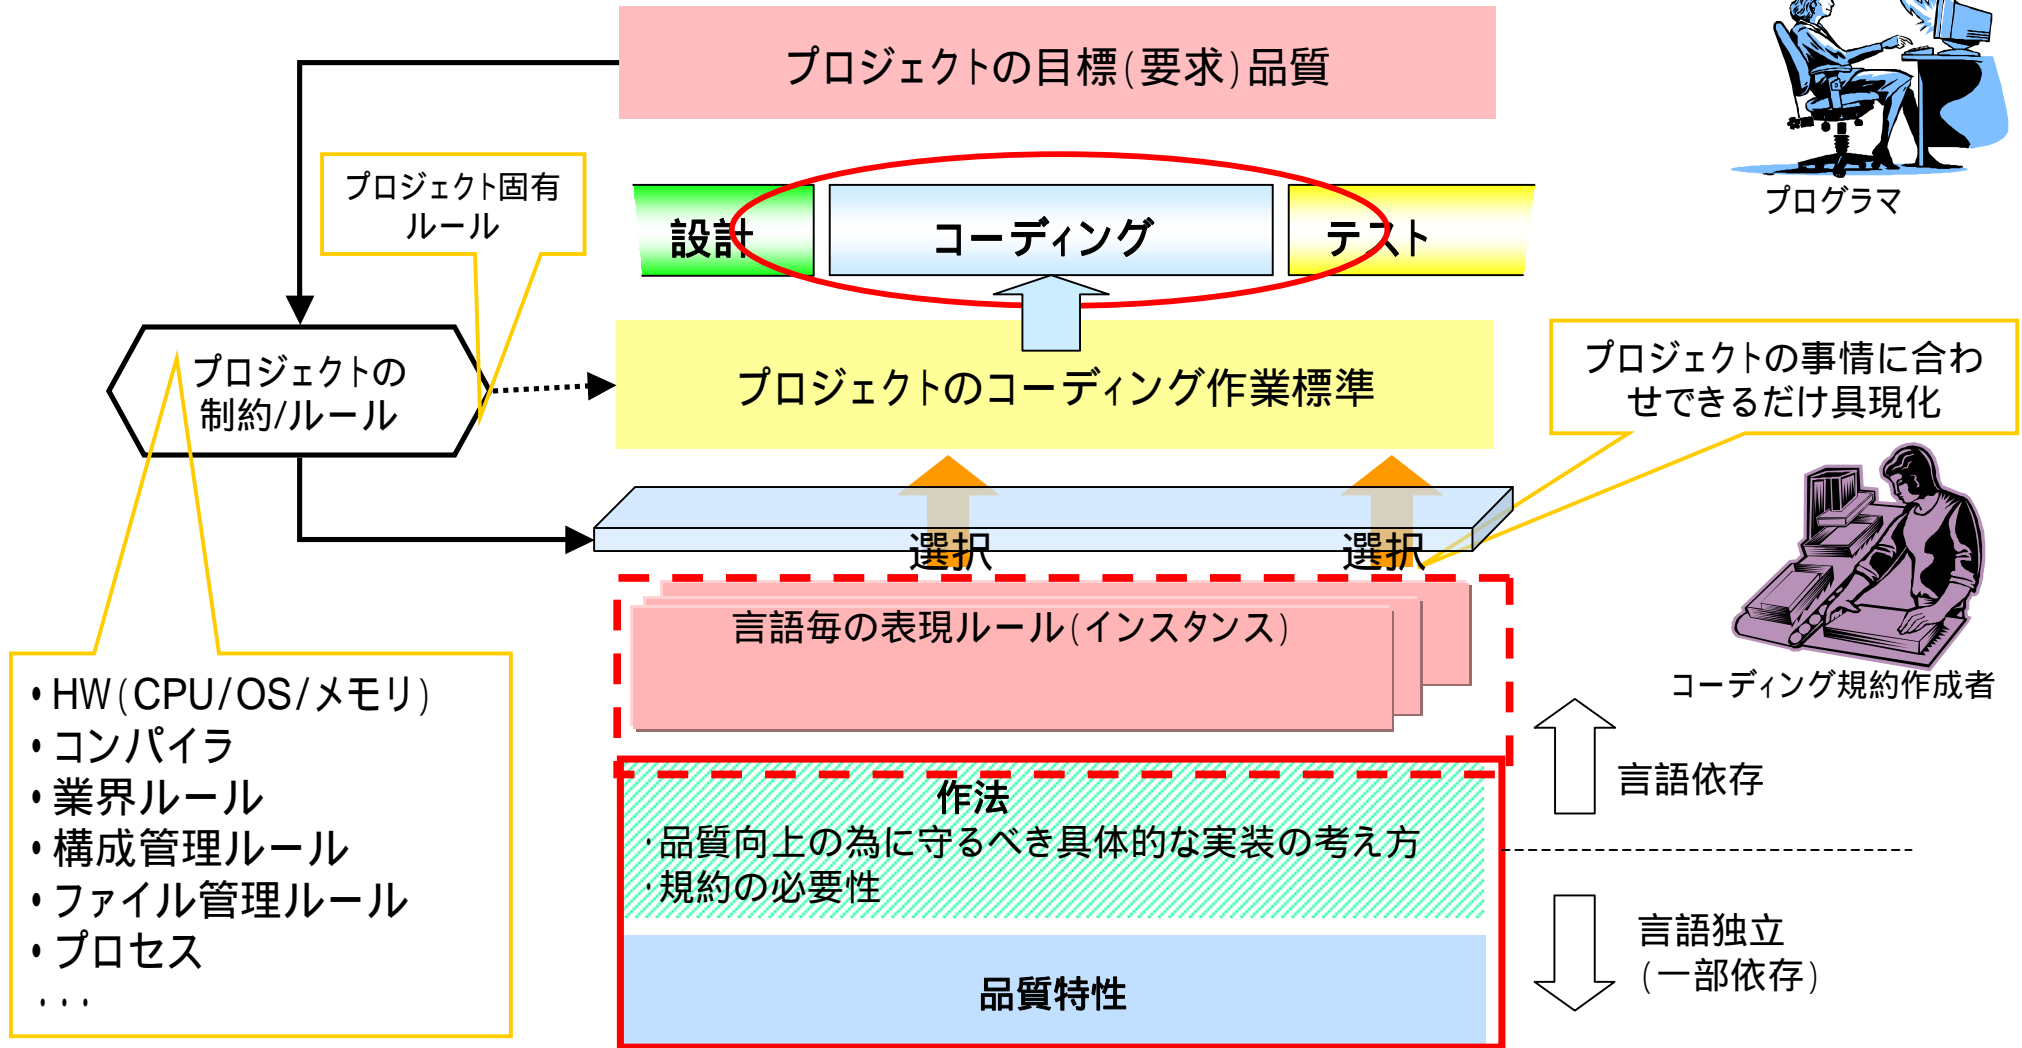 プロジェクトの目標(要求)品質
プログラマ
プロジェクト固有
ルール
設計
コーディング
テスト
プロジェクトの
制約/ルール
プロジェクトのコーディング作業標準
プロジェクトの事情に合わ
せできるだけ具現化
選択
選択
言語毎の表現ルール(インスタンス)
コーディング規約作成者
・HW(CPU/OS/メモリ)
・コンパイラ
・業界ルール
・構成管理ルール
・ファイル管理ルール
・プロセス
・・・
言語依存
作法
・品質向上の為に守るべき具体的な実装の考え方
・規約の必要性
言語独立
(一部依存)
品質特性